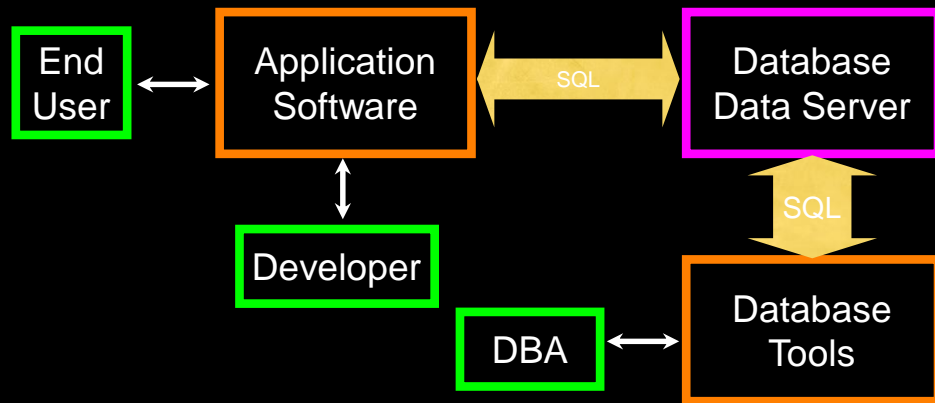 End
User
Application
Software
SQL
Database
Data Server
SQL
Developer
DBA
Database
Tools